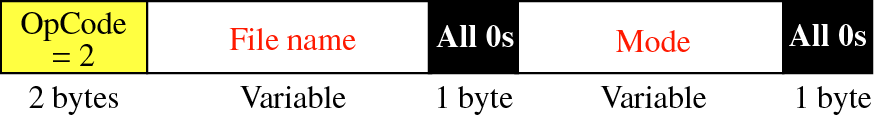 OpCode
= 2
File name
All 0s
Mode
All 0s
2 bytes
Variable
1 byte
Variable
1 byte